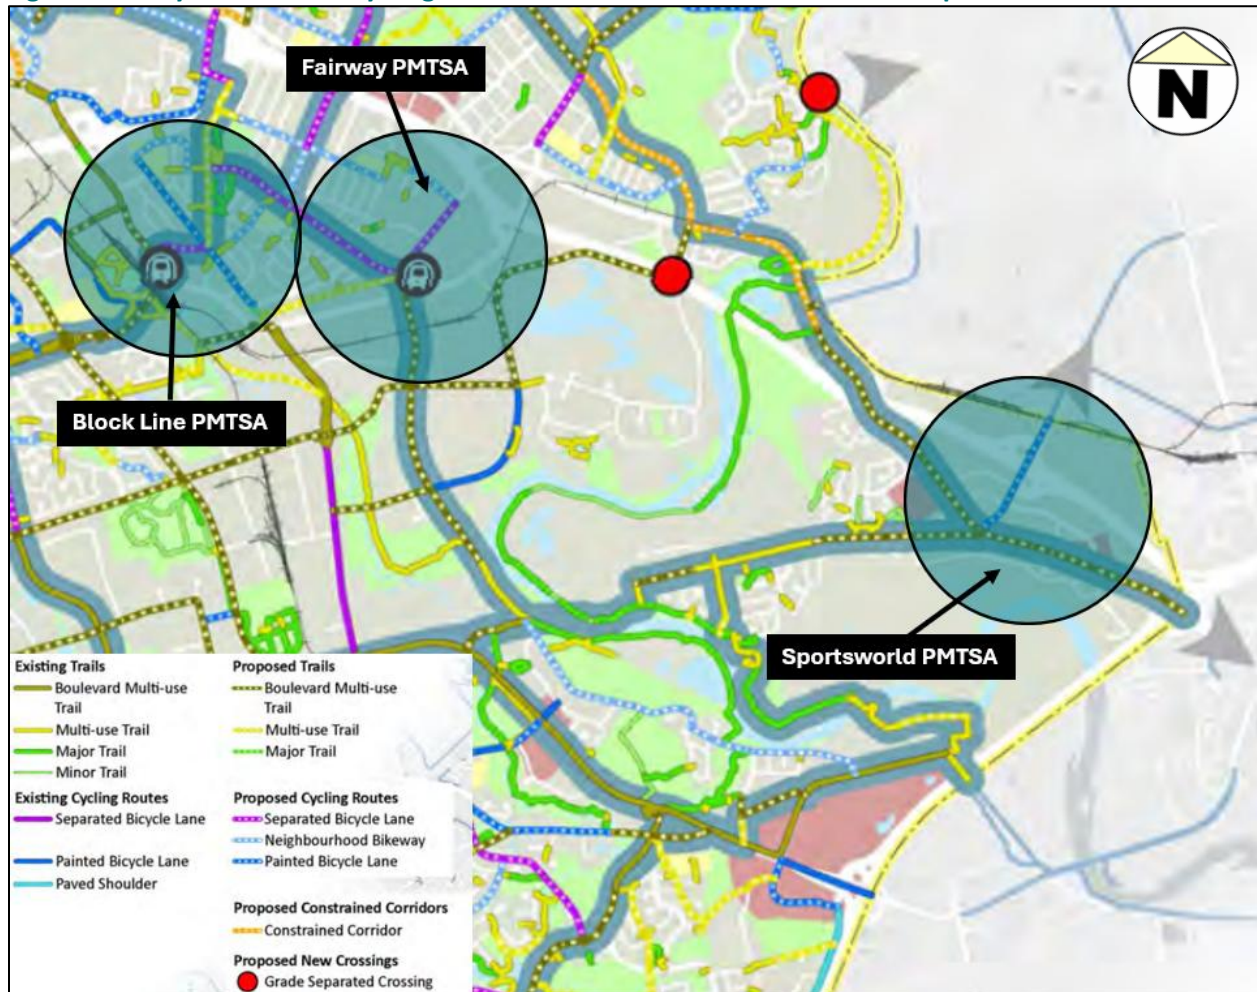 Fairway PMTSA
N
Block Line PMTSA
Sportsworld PMTSA
Existing Trails
Boulevard Multi-use
Trail
Multi-use Trail
Major Trail
Minor Trail
Existing Cycling Routes
Separated Bicycle Lane
Painted Bicycle Lane
Paved Shoulder
Proposed Trails
Boulevard Multi-use
Trail
Multi-use Trail
Major Trail
Proposed Cycling Routes
Separated Bicycle Lane
Neighbourhood Bikeway
Painted Bicycle Lane
Proposed Constrained Corridors
Constrained Corridor
Proposed New Crossings
Grade Separated Crossing